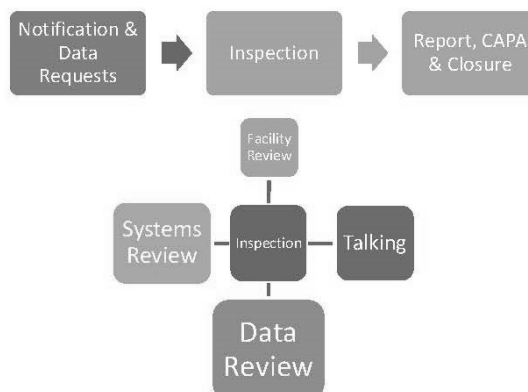 Notification &
Data
Requests
Inspection
Report, CAPA
& Closure
Facility
Review
Systems
Review
Inspection
Talking
Data
Review